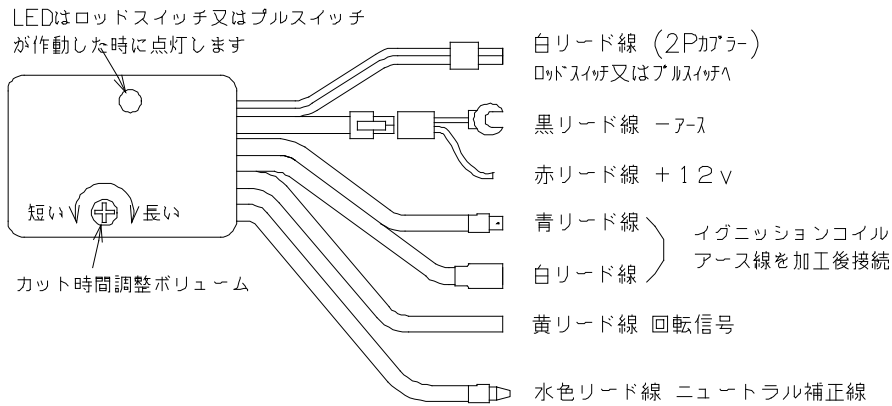 LEDはロッドスイッチ又はプルスイッチ
が作動した時に点灯します
白リード線 (2Pｶﾌﾟﾗｰ)
ﾛｯﾄﾞｽｲｯﾁ又はﾌﾟﾙｽｲｯﾁへ
黒リード線 －ｱｰｽ
赤リード線 ＋１２ｖ
短い
長い
カット時間調整ボリューム
青リード線
白リード線
イグニッションコイル
アース線を加工後接続
黄リード線 回転信号
水色リード線 ニュートラル補正線